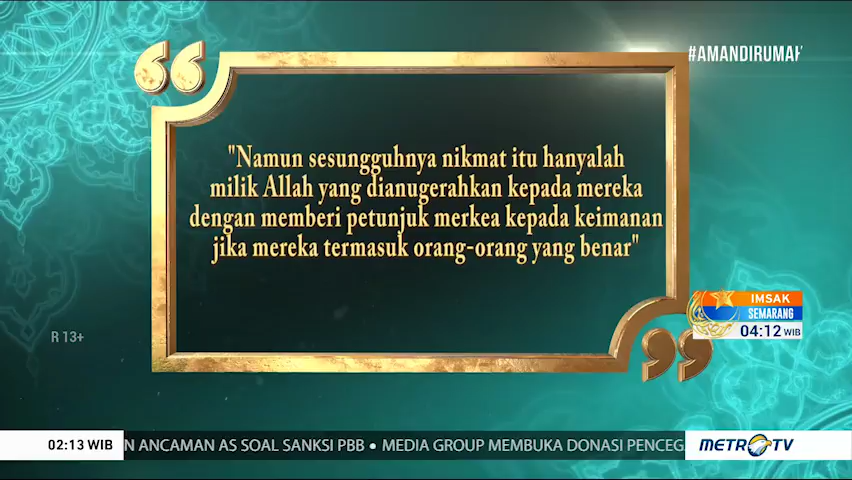 #AMANDIRUMAH
"Namun sesungguhnya nikmat itu hanyalah
milik Allah yang dianugerahkan kepada mereka
dengan memberi petunjuk merkea kepada keimanan
jika mereka termasuk orang-orang yang benar"
IMSAK
SEMARANG
04:12 WIB
R 13+
02:13 WIB
N ANCAMAN AS SOAL SANKSI PBB • MEDIA GROUP MEMBUKA DONASI PENCEG
METRO TV